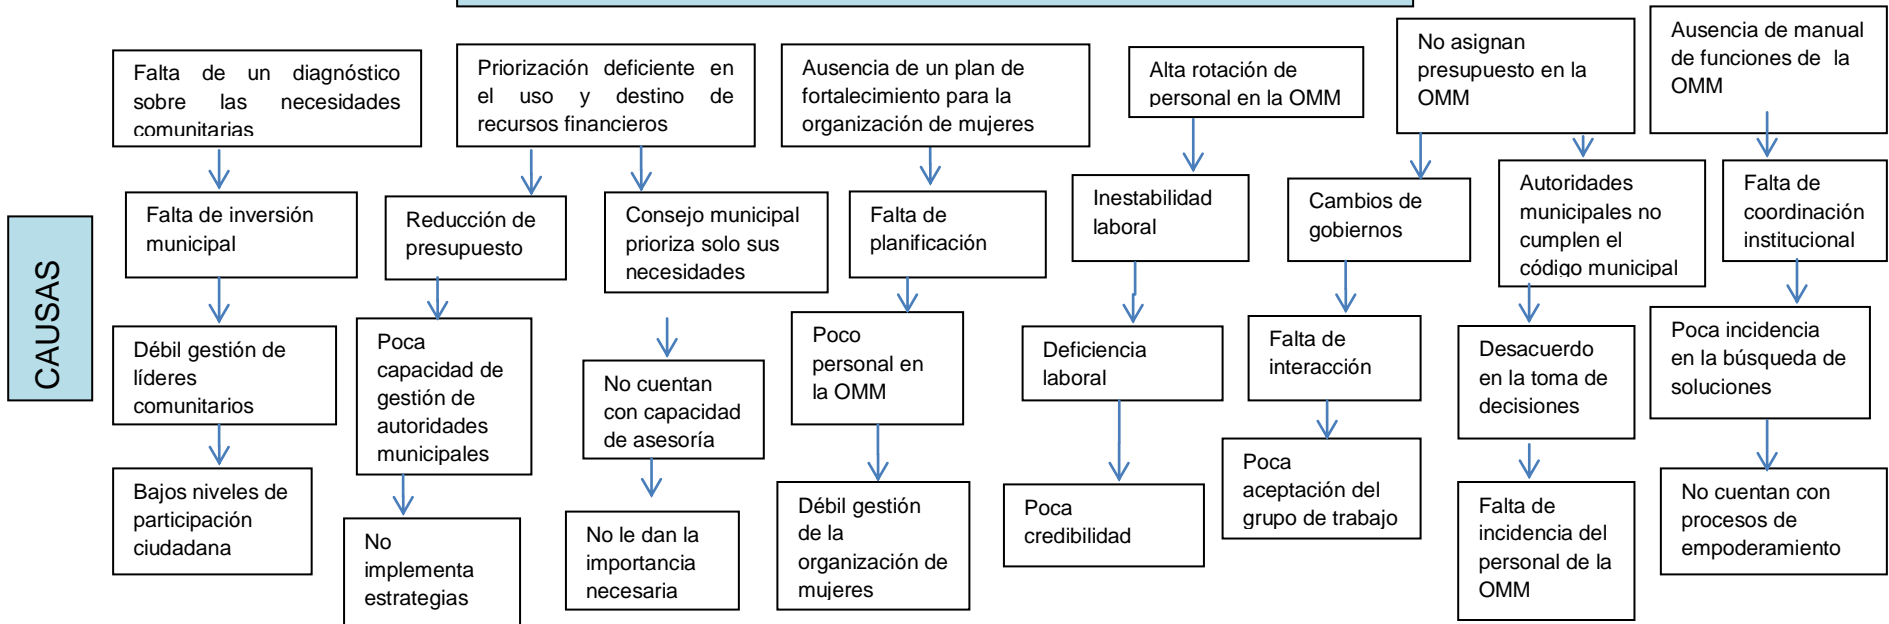 Falta de un diagnóstico
sobre las necesidades
comunitarias
Priorización deficiente en
el uso y destino de
recursos financieros
Ausencia de un plan de
fortalecimiento para la
organización de mujeres
Alta rotación de
personal en la OMM
No asignan
presupuesto en la
OMM
Ausencia de manual
de funciones de la
OMM
CAUSAS
Falta de inversión
municipal
Reducción de
presupuesto
Consejo municipal
prioriza solo sus
necesidades
Falta de
planificación
Inestabilidad
laboral
Cambios de
gobiernos
Autoridades
municipales no
cumplen el
código municipal
Falta de
coordinación
institucional
Débil gestión de
líderes
comunitarios
Poca
capacidad de
gestión de
autoridades
municipales
No cuentan
con capacidad
de asesoría
Poco
personal en
la OMM
Deficiencia
laboral
Falta de
interacción
Desacuerdo
en la toma de
decisiones
Poca incidencia
en la búsqueda de
soluciones
Bajos niveles de
participación
ciudadana
No
implementa
estrategias
No le dan la
importancia
necesaria
Débil gestión
de la
organización de
mujeres
Poca
credibilidad
Poca
aceptación del
grupo de trabajo
Falta de
incidencia del
personal de la
OMM
No cuentan con
procesos de
empoderamiento